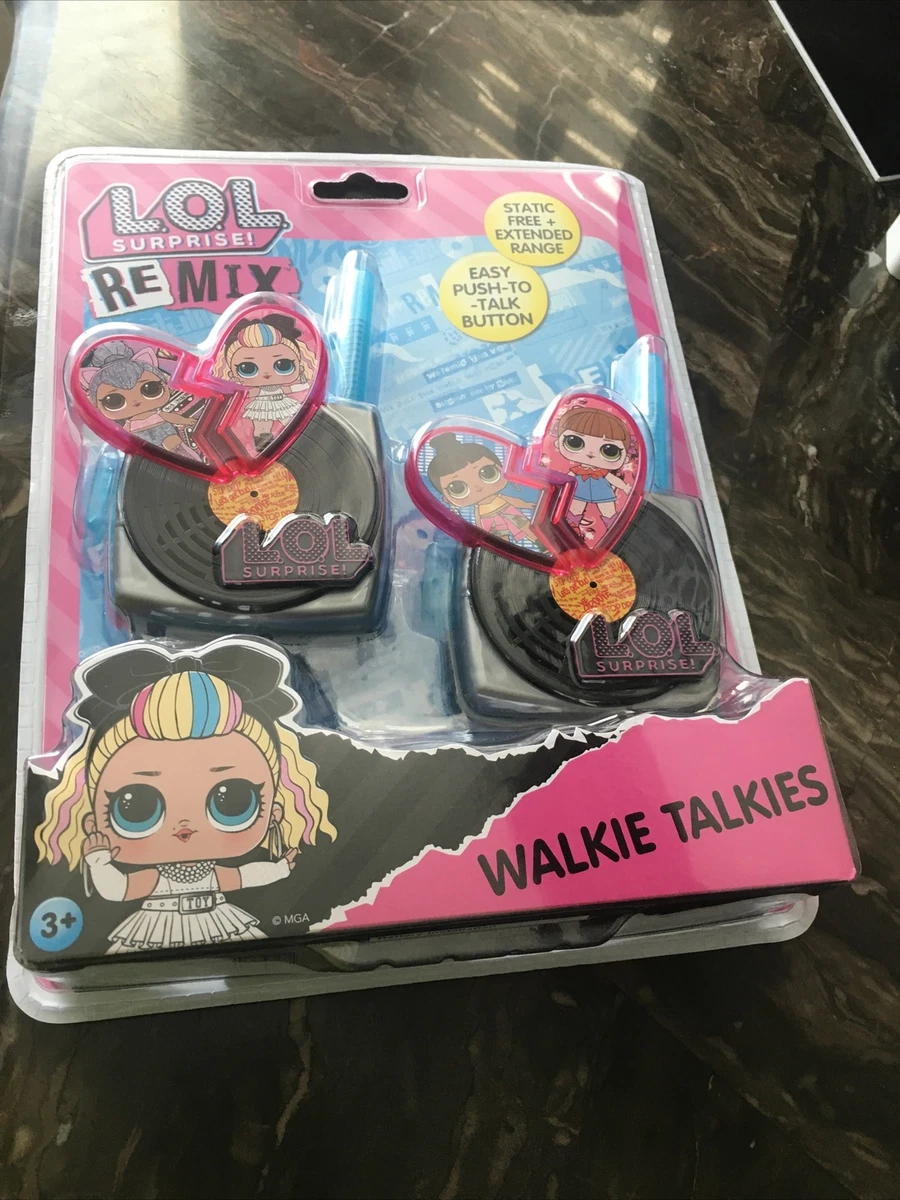 L.O.L.
SURPRISE!
REMIX
STATIC
FREE +
EXTENDED
RANGE
EASY
PUSH-TO
-TALK
BUTTON
L.O.L.
SURPRISE!
L.O.L.
SURPRISE!
WALKIE TALKIES
TOY
3+
© MGA